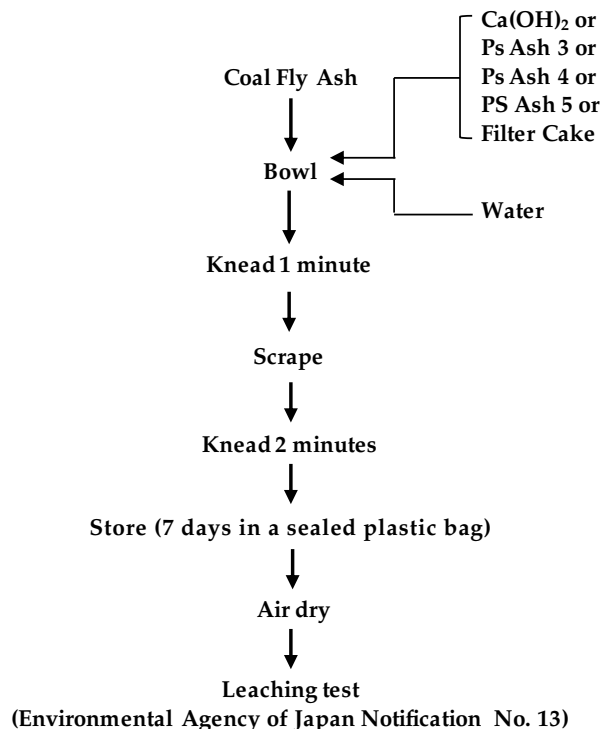 Ca(OH)₂ or
Ps Ash 3 or
Ps Ash 4 or
PS Ash 5 or
Filter Cake
Coal Fly Ash
Bowl
Water
Knead 1 minute
Scrape
Knead 2 minutes
Store (7 days in a sealed plastic bag)
Air dry
Leaching test
(Environmental Agency of Japan Notification No. 13)